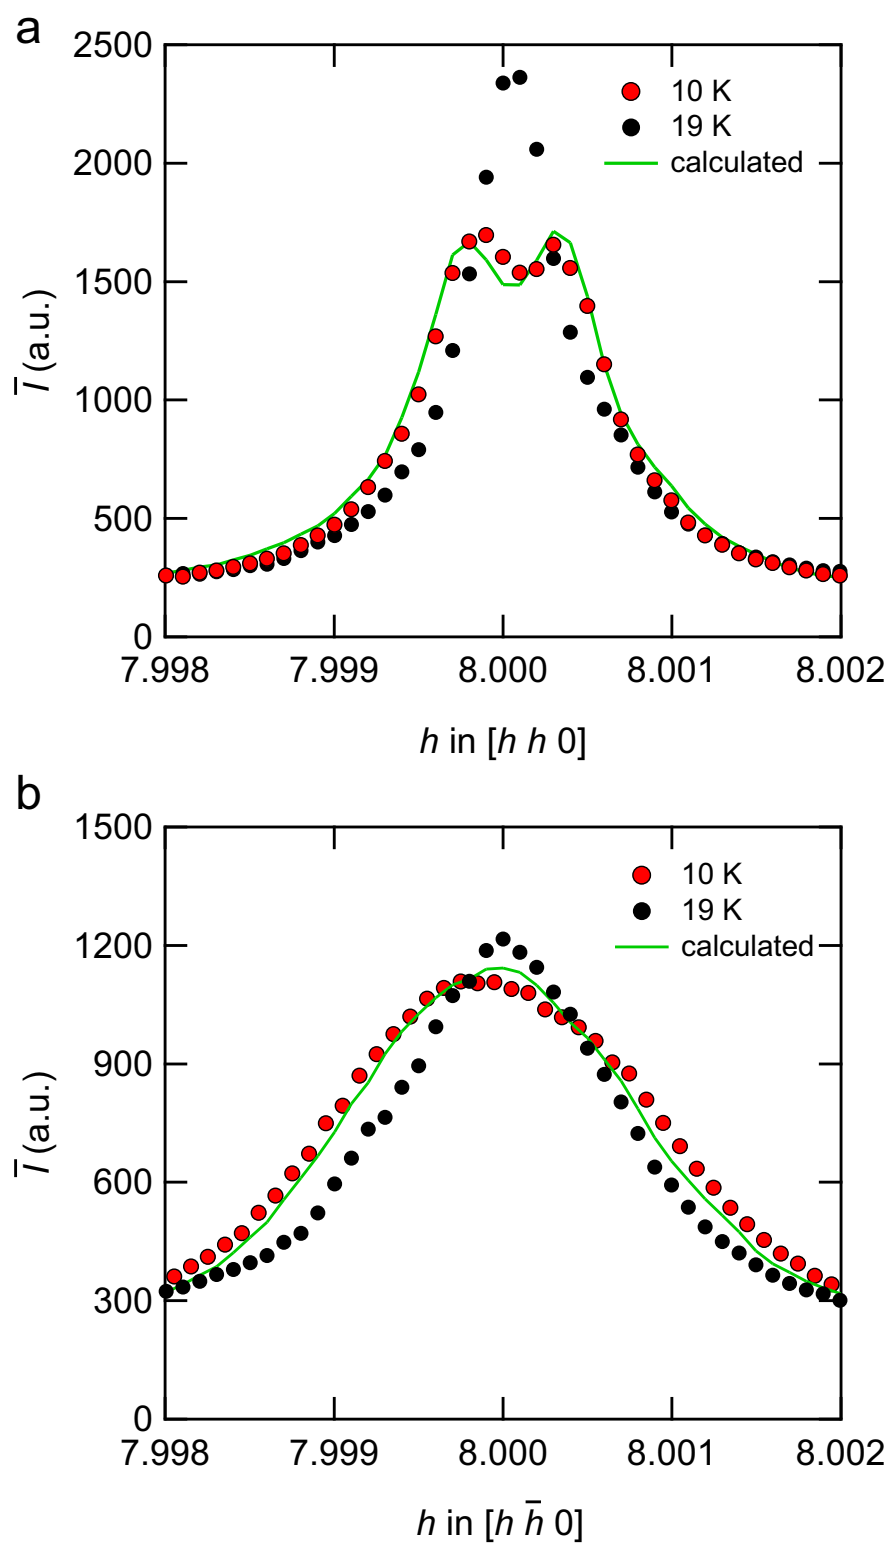 a
2500
2000
1500
1000
500
0
I̅ (a.u.)
10 K
19 K
calculated
7.998 7.999 8.000 8.001 8.002
h in [h h 0]
b
1500
1200
900
600
300
0
I̅ (a.u.)
10 K
19 K
calculated
7.998 7.999 8.000 8.001 8.002
h in [h h̅ 0]